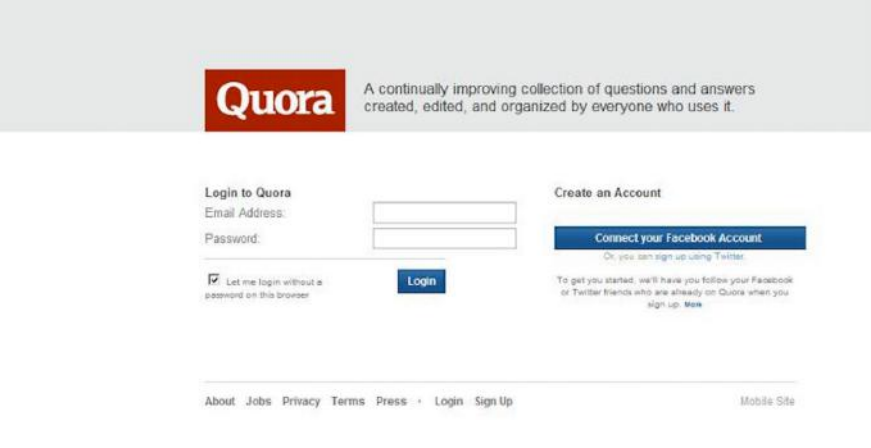 Quora
A continually improving collection of questions and answers
created, edited, and organized by everyone who uses it.
Login to Quora
Email Address:
Password:
Let me login without a
password on this browser
Login
Create an Account
Connect your Facebook Account
Or, you can sign up using Twitter.
To get you started, we'll have you follow your Facebook
or Twitter friends who are already on Quora when you
sign up. More
About Jobs Privacy Terms Press · Login Sign Up
Mobile Site